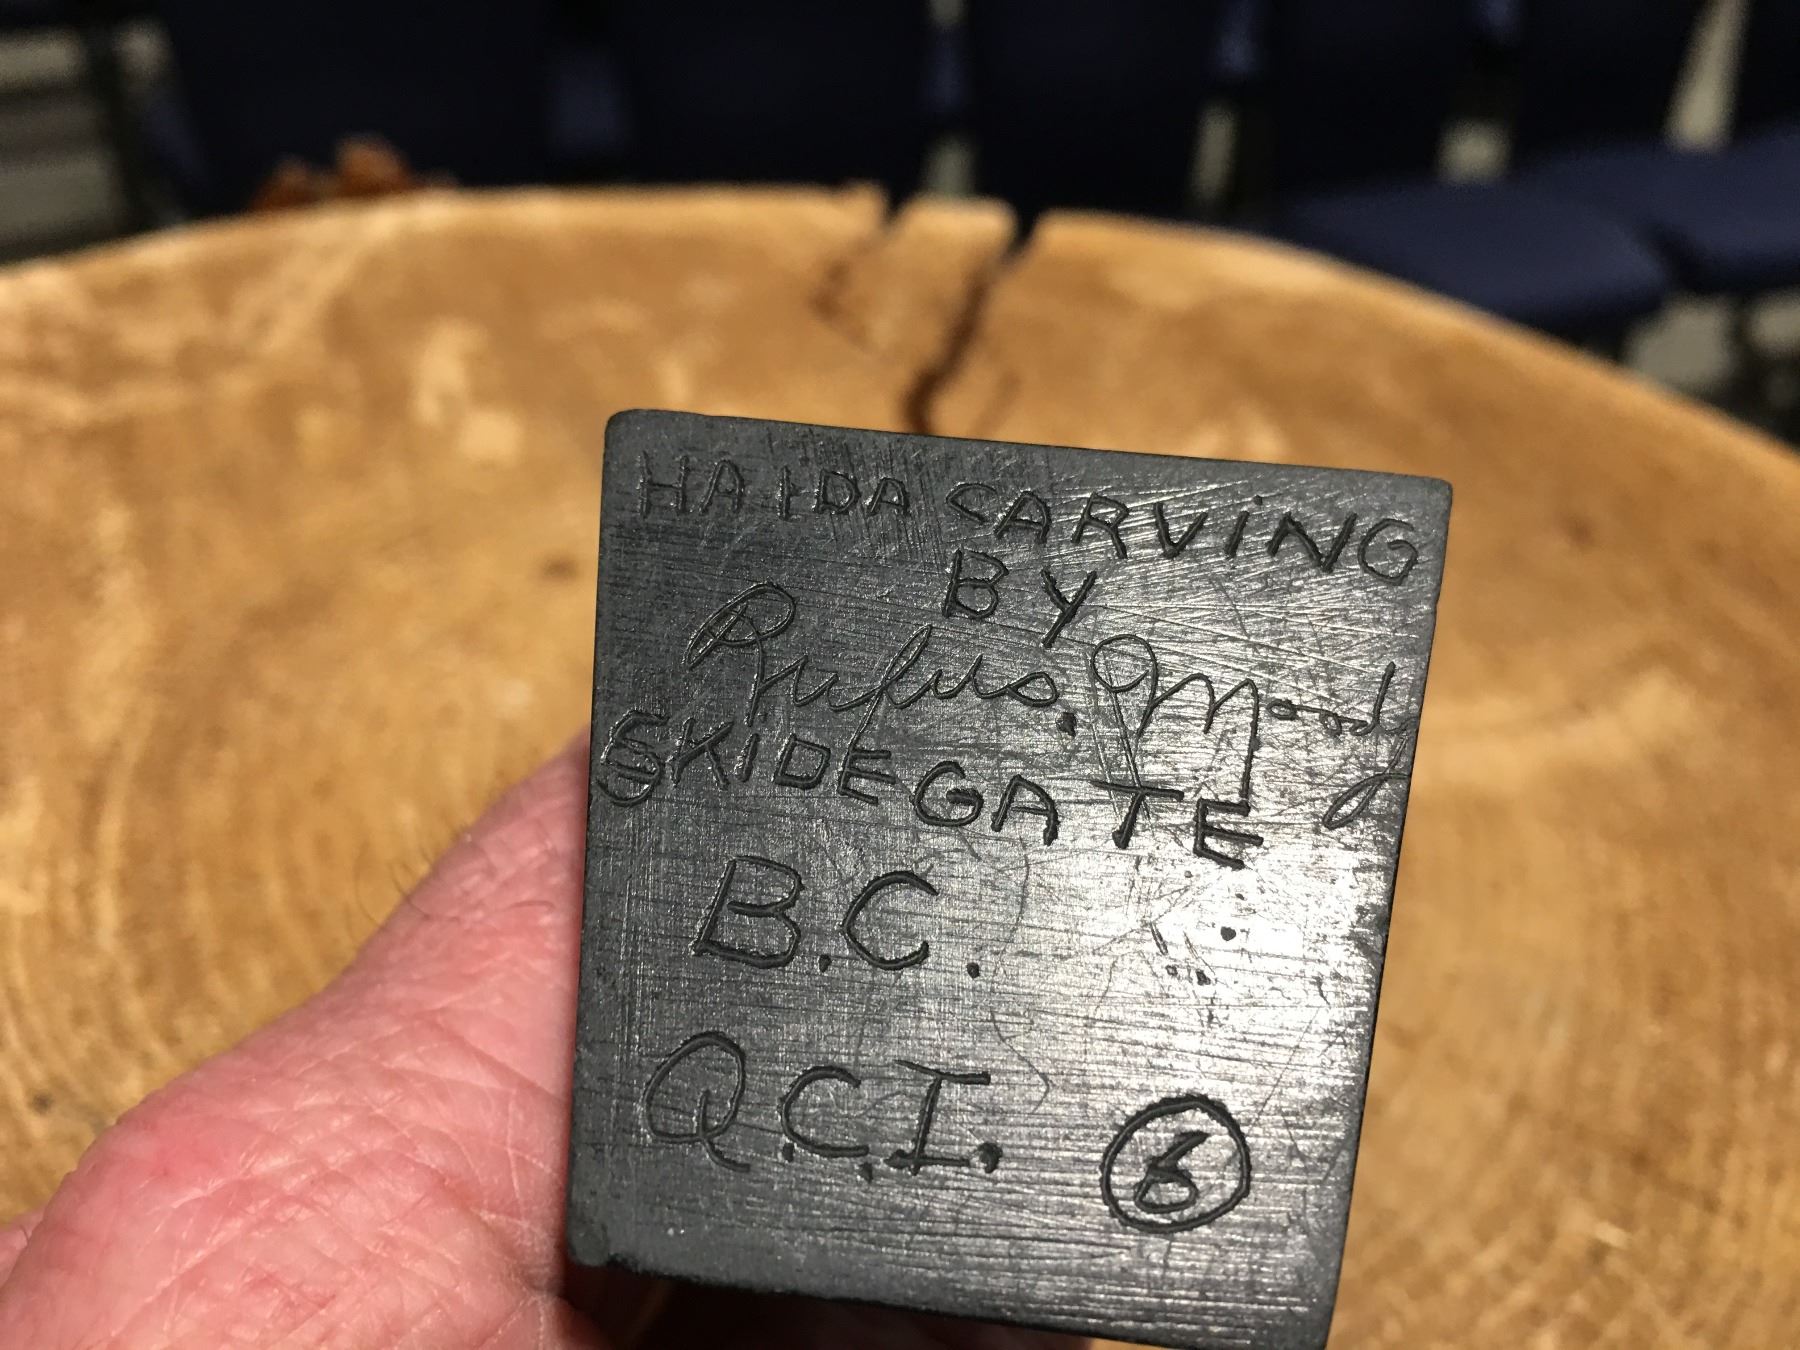 HAIDA CARVING
BY
Rufus. Moody
SKIDEGATE
B.C.
Q.C.I. 6